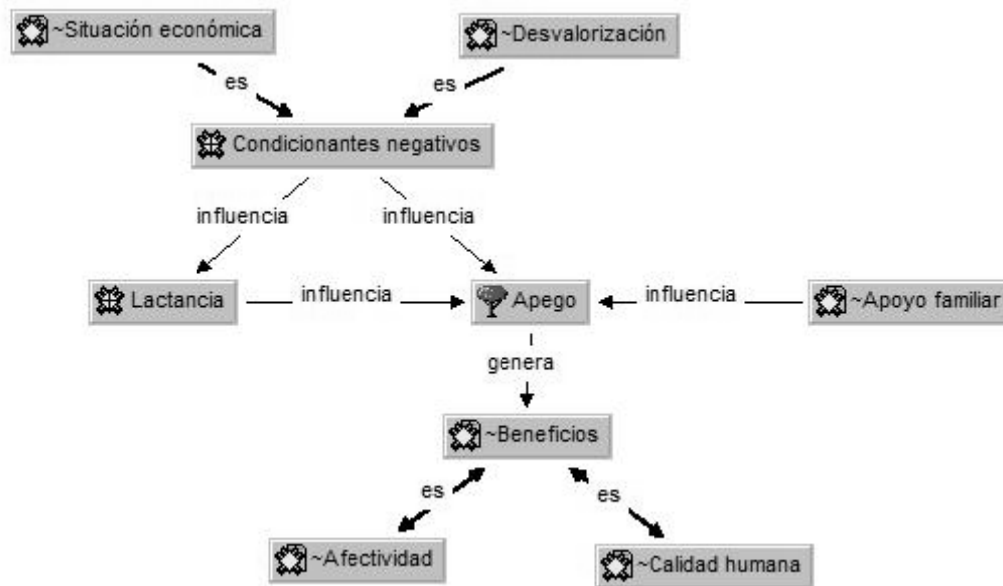 ~Situación económica
~Desvalorización
es
es
Condicionantes negativos
influencia
influencia
Lactancia
influencia
Apego
influencia
~Apoyo familiar
genera
~Beneficios
es
es
~Afectividad
~Calidad humana